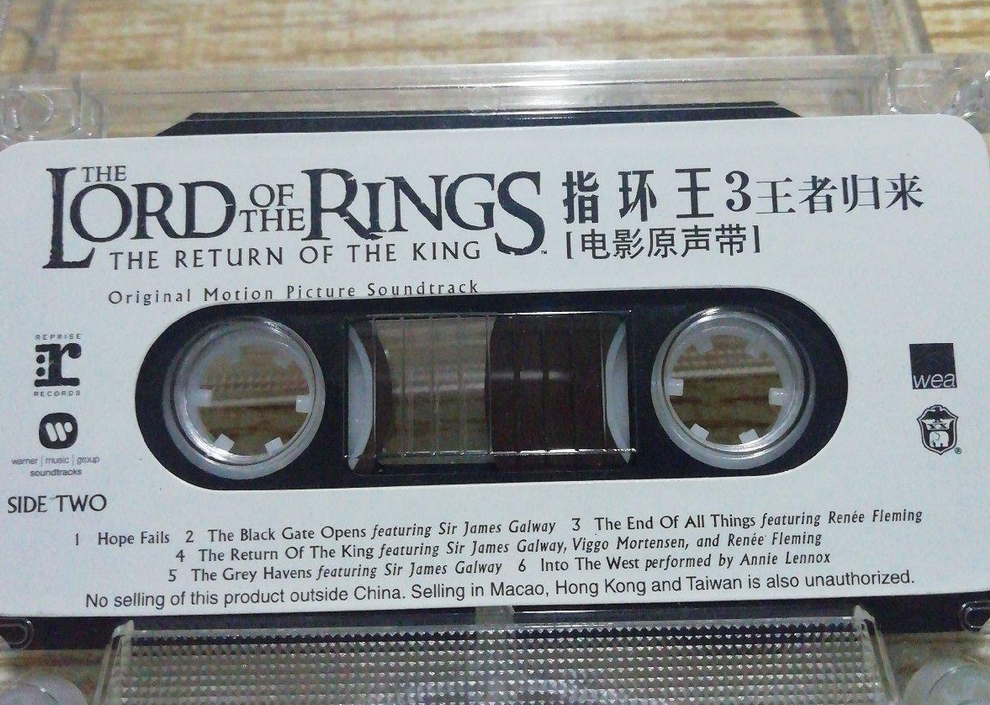 THE LORD OF THE RINGS™ 指环王3王者归来
THE RETURN OF THE KING [电影原声带]
Original Motion Picture Soundtrack
REPRISE
r
RECORDS
wea
warner | music | group
soundtracks
®
SIDE TWO
1 Hope Fails 2 The Black Gate Opens featuring Sir James Galway 3 The End Of All Things featuring Renée Fleming
4 The Return Of The King featuring Sir James Galway, Viggo Mortensen, and Renée Fleming
5 The Grey Havens featuring Sir James Galway 6 Into The West performed by Annie Lennox
No selling of this product outside China. Selling in Macao, Hong Kong and Taiwan is also unauthorized.